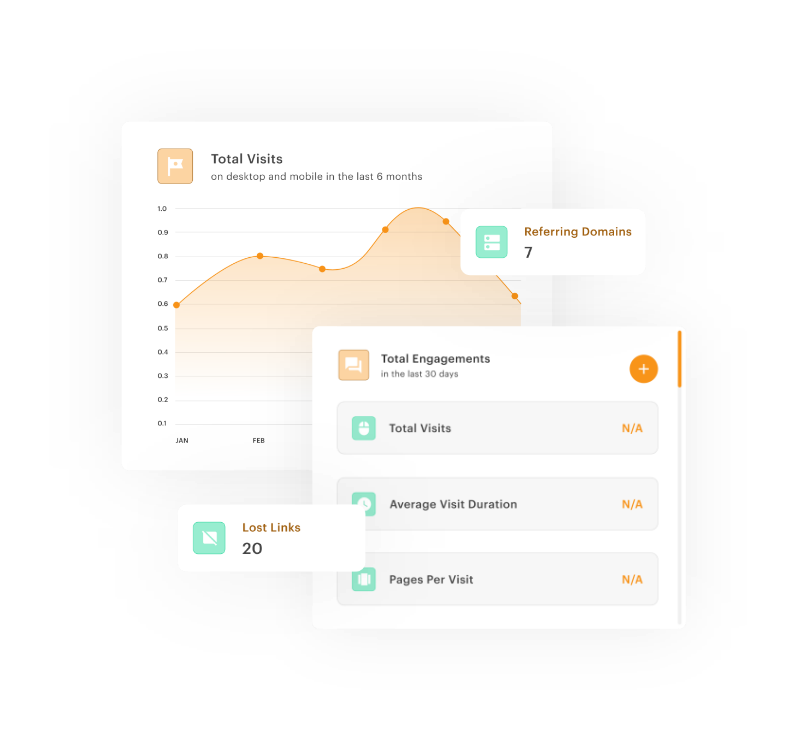 Total Visits
on desktop and mobile in the last 6 months
1.0
0.9
0.8
0.7
0.6
0.5
0.4
0.3
0.2
0.1
JAN
FEB
Referring Domains
7
Total Engagements
in the last 30 days
Total Visits
N/A
Average Visit Duration
N/A
Pages Per Visit
N/A
Lost Links
20